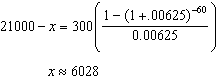 21000 − x = 300 ( (1 − (1 + .00625)^−60) / 0.00625 )
x ≈ 6028